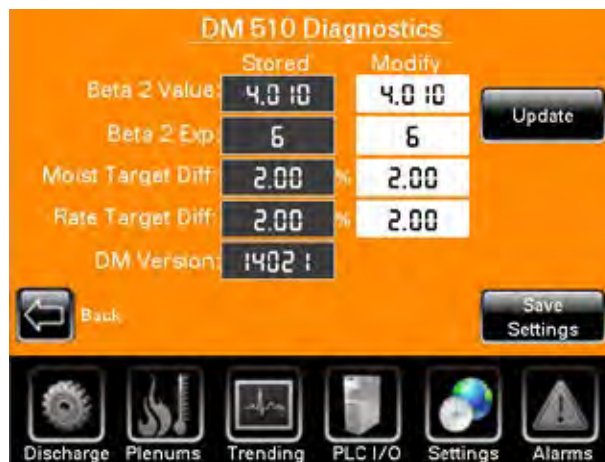 DM 510 Diagnostics
Stored Modify
Beta 2 Value: 4.010 4.010
Update
Beta 2 Exp: 6 6
Moist Target Diff: 2.00 % 2.00
Rate Target Diff: 2.00 % 2.00
DM Version: 14021
Back
Save
Settings
Discharge Plenums Trending PLC I/O Settings Alarms